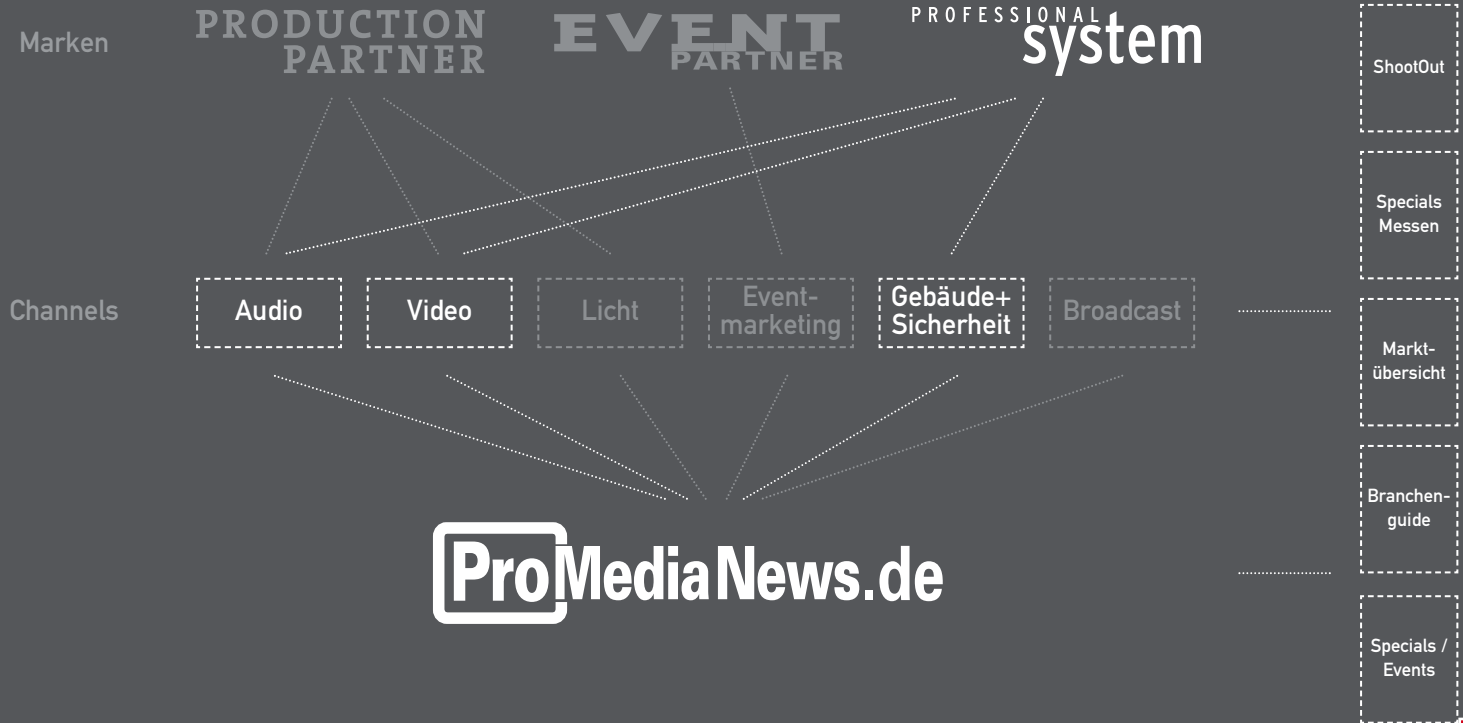 Marken
PRODUCTION
PARTNER
EVENT
PARTNER
PROFESSIONAL
system
Channels
Audio
Video
Licht
Event-
marketing
Gebäude+
Sicherheit
Broadcast
ProMediaNews.de
ShootOut
Specials
Messen
Markt-
übersicht
Branchen-
guide
Specials /
Events